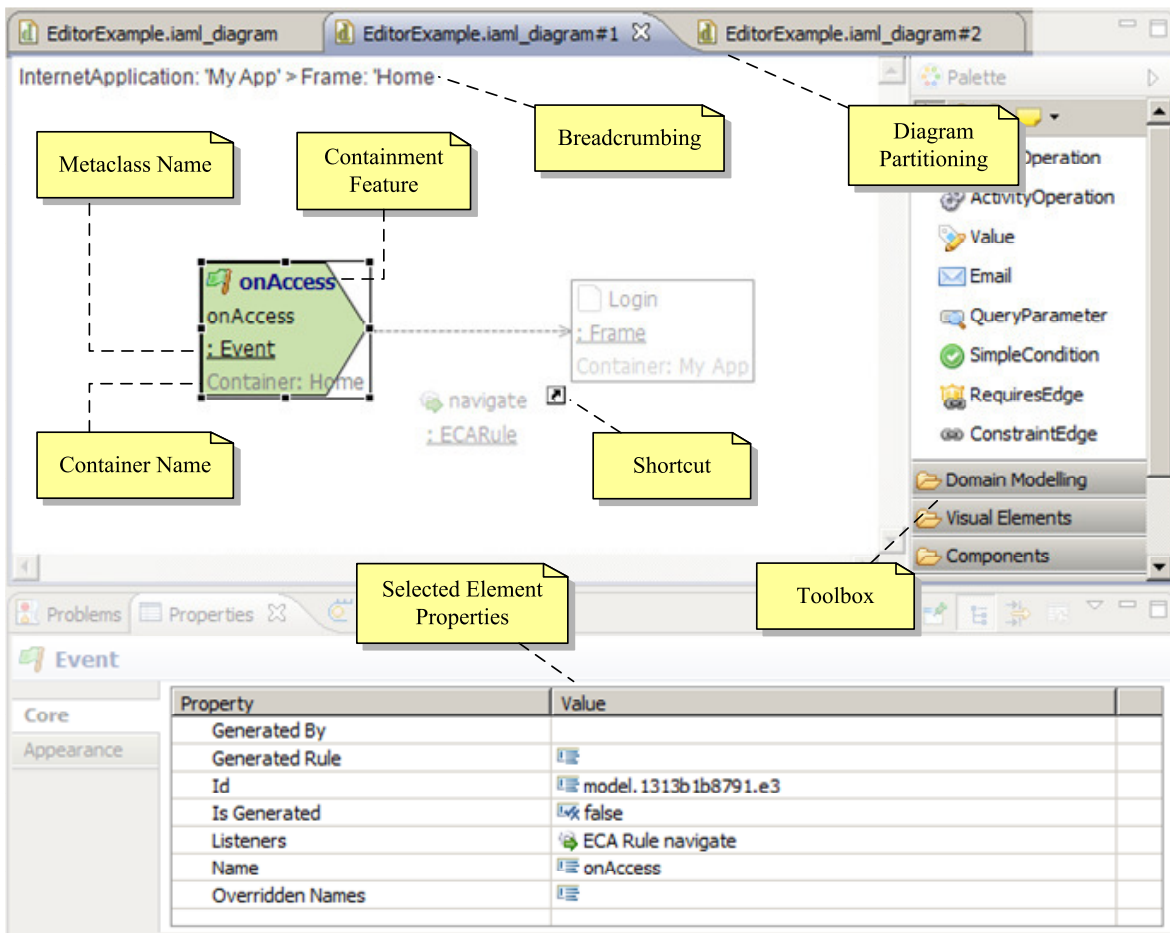 EditorExample.iaml_diagram
EditorExample.iaml_diagram#1
EditorExample.iaml_diagram#2
InternetApplication: 'My App' > Frame: 'Home
Palette
Breadcrumbing
Diagram
Partitioning
Metaclass Name
Containment
Feature
Operation
ActivityOperation
Value
Email
QueryParameter
SimpleCondition
RequiresEdge
ConstraintEdge
Domain Modelling
Visual Elements
Components
onAccess
onAccess
: Event
Container: Home
Login
: Frame
Container: My App
navigate
: ECARule
Container Name
Shortcut
Selected Element
Properties
Toolbox
Problems
Properties
Event
Core
Appearance
Property Value
Generated By
Generated Rule
Id model.1313b1b8791.e3
Is Generated false
Listeners ECA Rule navigate
Name onAccess
Overridden Names